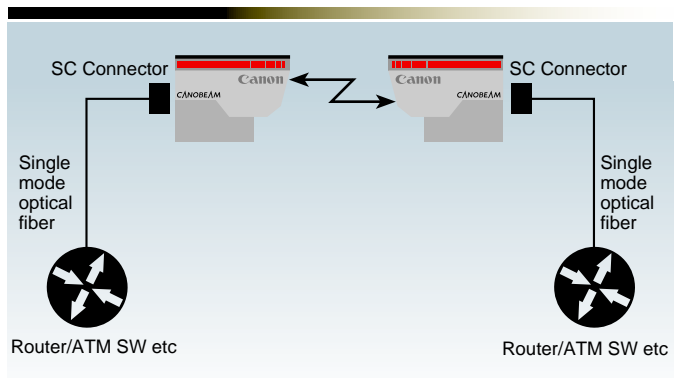 SC Connector
Canon
CANOBEAM
Canon
CANOBEAM
SC Connector
Single
mode
optical
fiber
Single
mode
optical
fiber
Router/ATM SW etc
Router/ATM SW etc